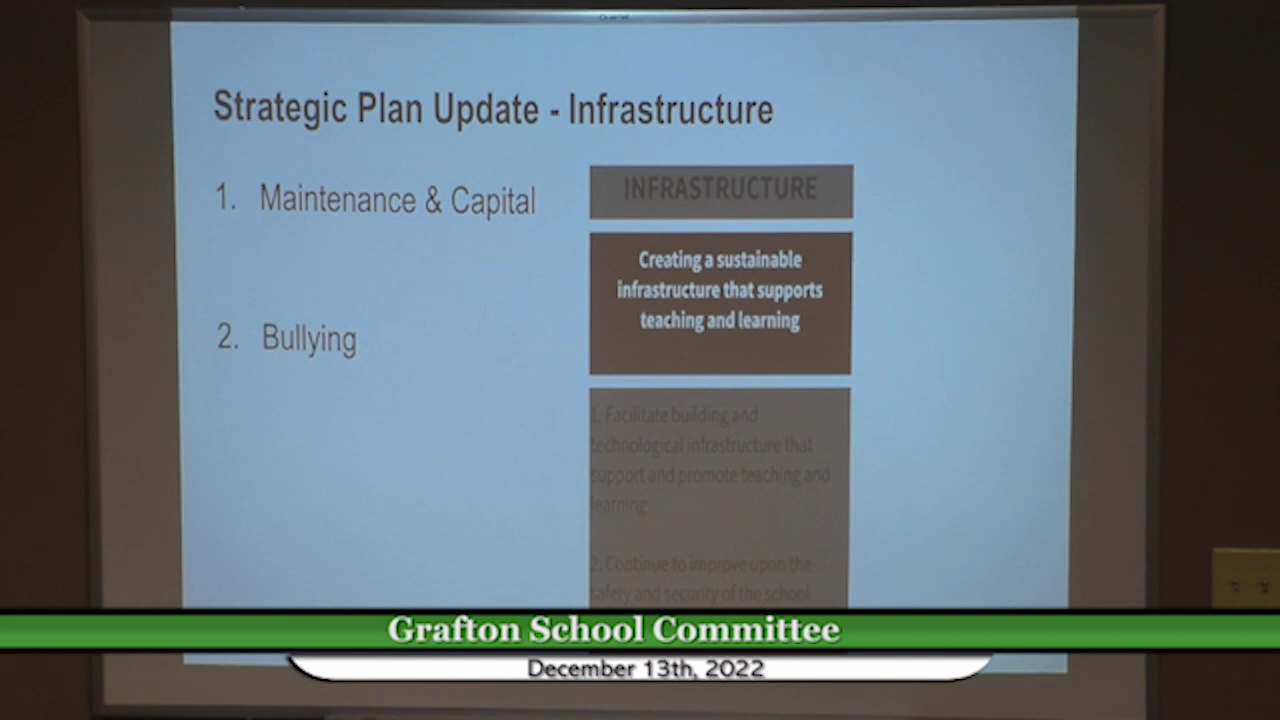 Strategic Plan Update - Infrastructure
1. Maintenance & Capital
2. Bullying
INFRASTRUCTURE
Creating a sustainable
infrastructure that supports
teaching and learning
1. Facilitate building and
technological infrastructure that
support and promote teaching and
learning
2. Continue to improve upon the
safety and security of the school
Grafton School Committee
December 13th, 2022